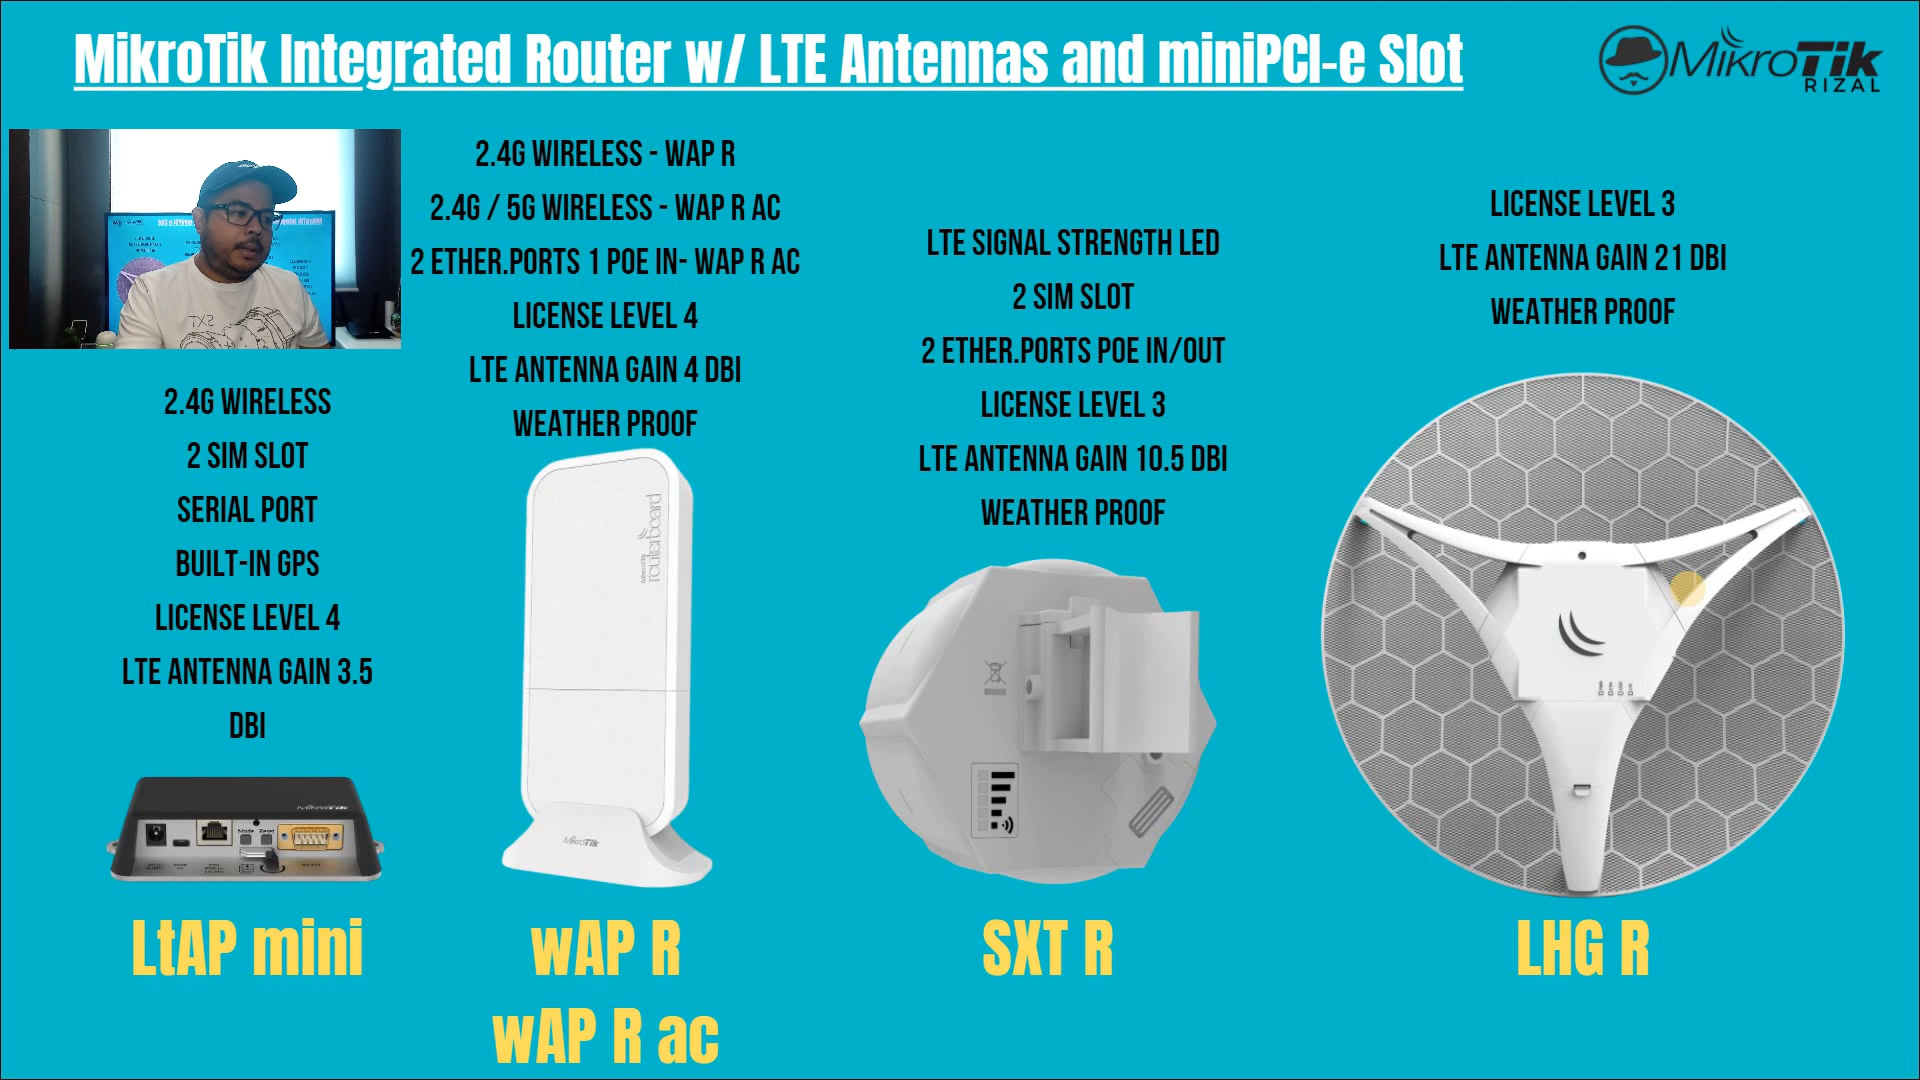 MikroTik Integrated Router w/ LTE Antennas and miniPCI-e Slot
MikroTik
RIZAL
SXT
2.4G WIRELESS
2 SIM SLOT
SERIAL PORT
BUILT-IN GPS
LICENSE LEVEL 4
LTE ANTENNA GAIN 3.5
DBI
MikroTik
Mode Reset
LtAP mini
2.4G WIRELESS - WAP R
2.4G / 5G WIRELESS - WAP R AC
2 ETHER.PORTS 1 POE IN- WAP R AC
LICENSE LEVEL 4
LTE ANTENNA GAIN 4 DBI
WEATHER PROOF
MikroTik
routerboard
MikroTik
wAP R
wAP R ac
LTE SIGNAL STRENGTH LED
2 SIM SLOT
2 ETHER.PORTS POE IN/OUT
LICENSE LEVEL 3
LTE ANTENNA GAIN 10.5 DBI
WEATHER PROOF
SXT R
LICENSE LEVEL 3
LTE ANTENNA GAIN 21 DBI
WEATHER PROOF
LHG R